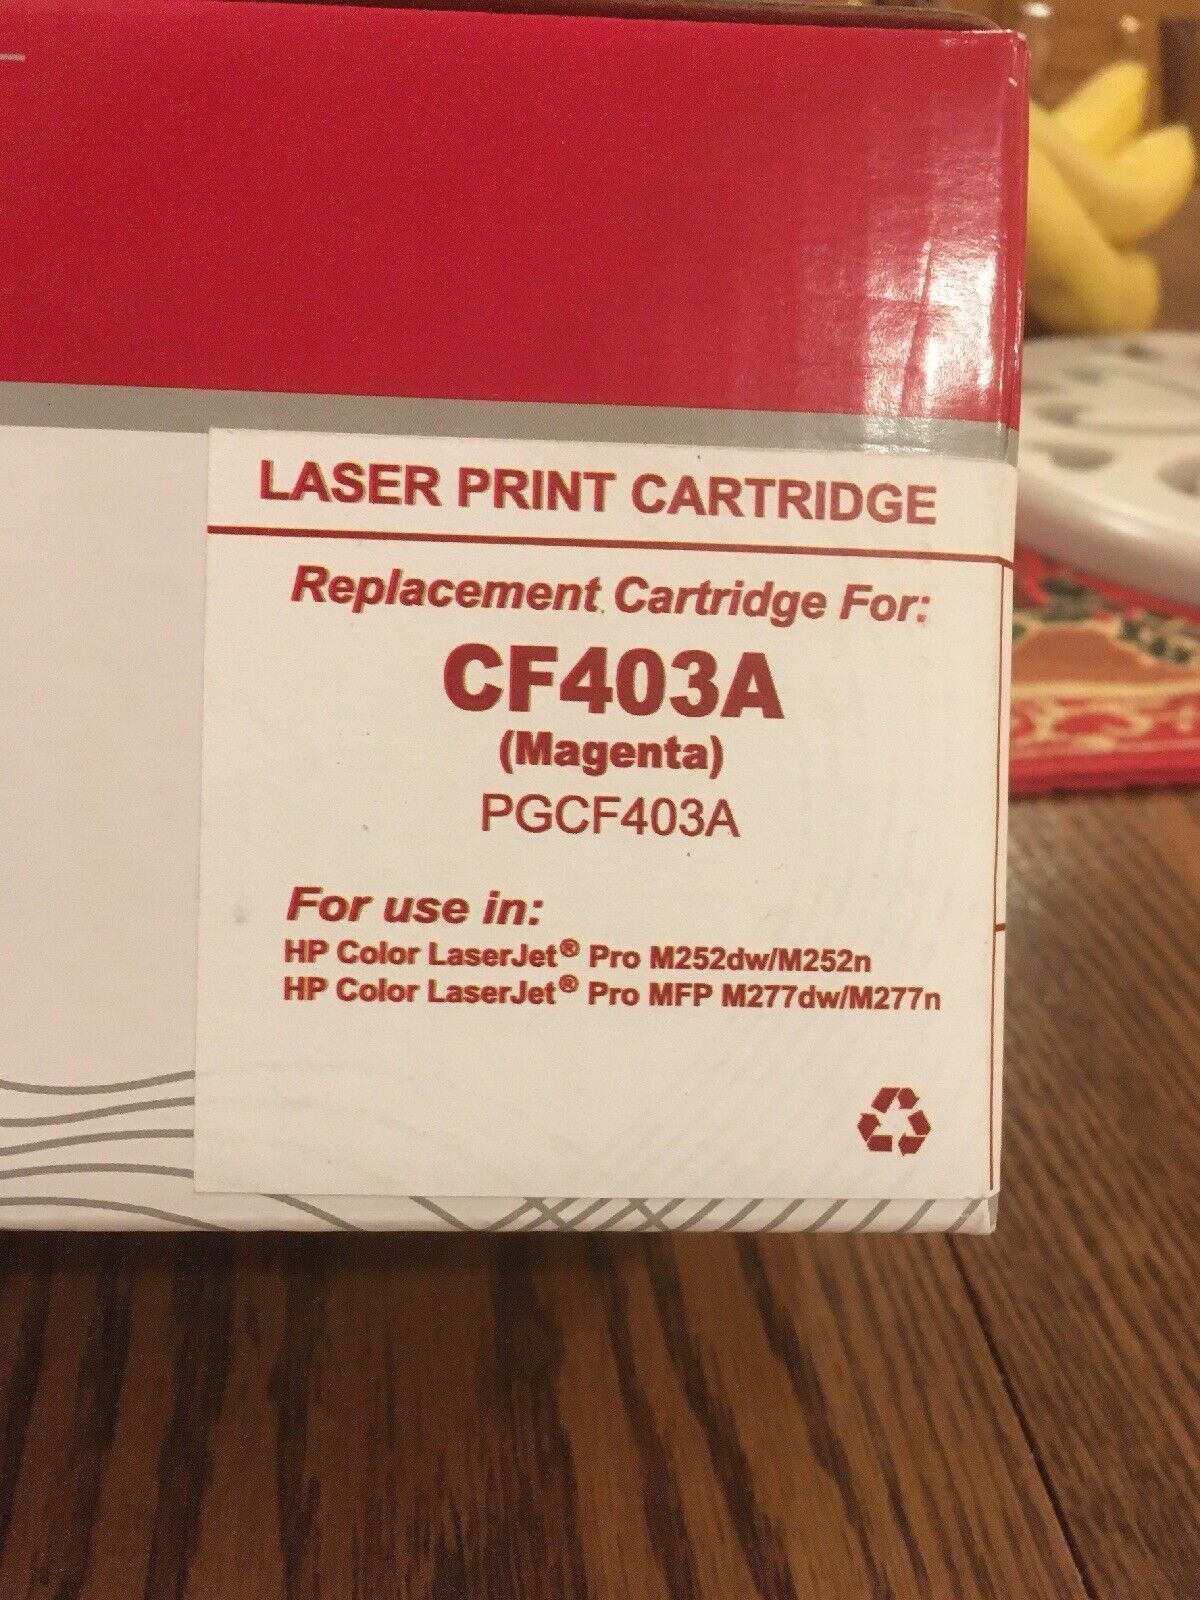 LASER PRINT CARTRIDGE
Replacement Cartridge For:
CF403A
(Magenta)
PGCF403A
For use in:
HP Color LaserJet® Pro M252dw/M252n
HP Color LaserJet® Pro MFP M277dw/M277n